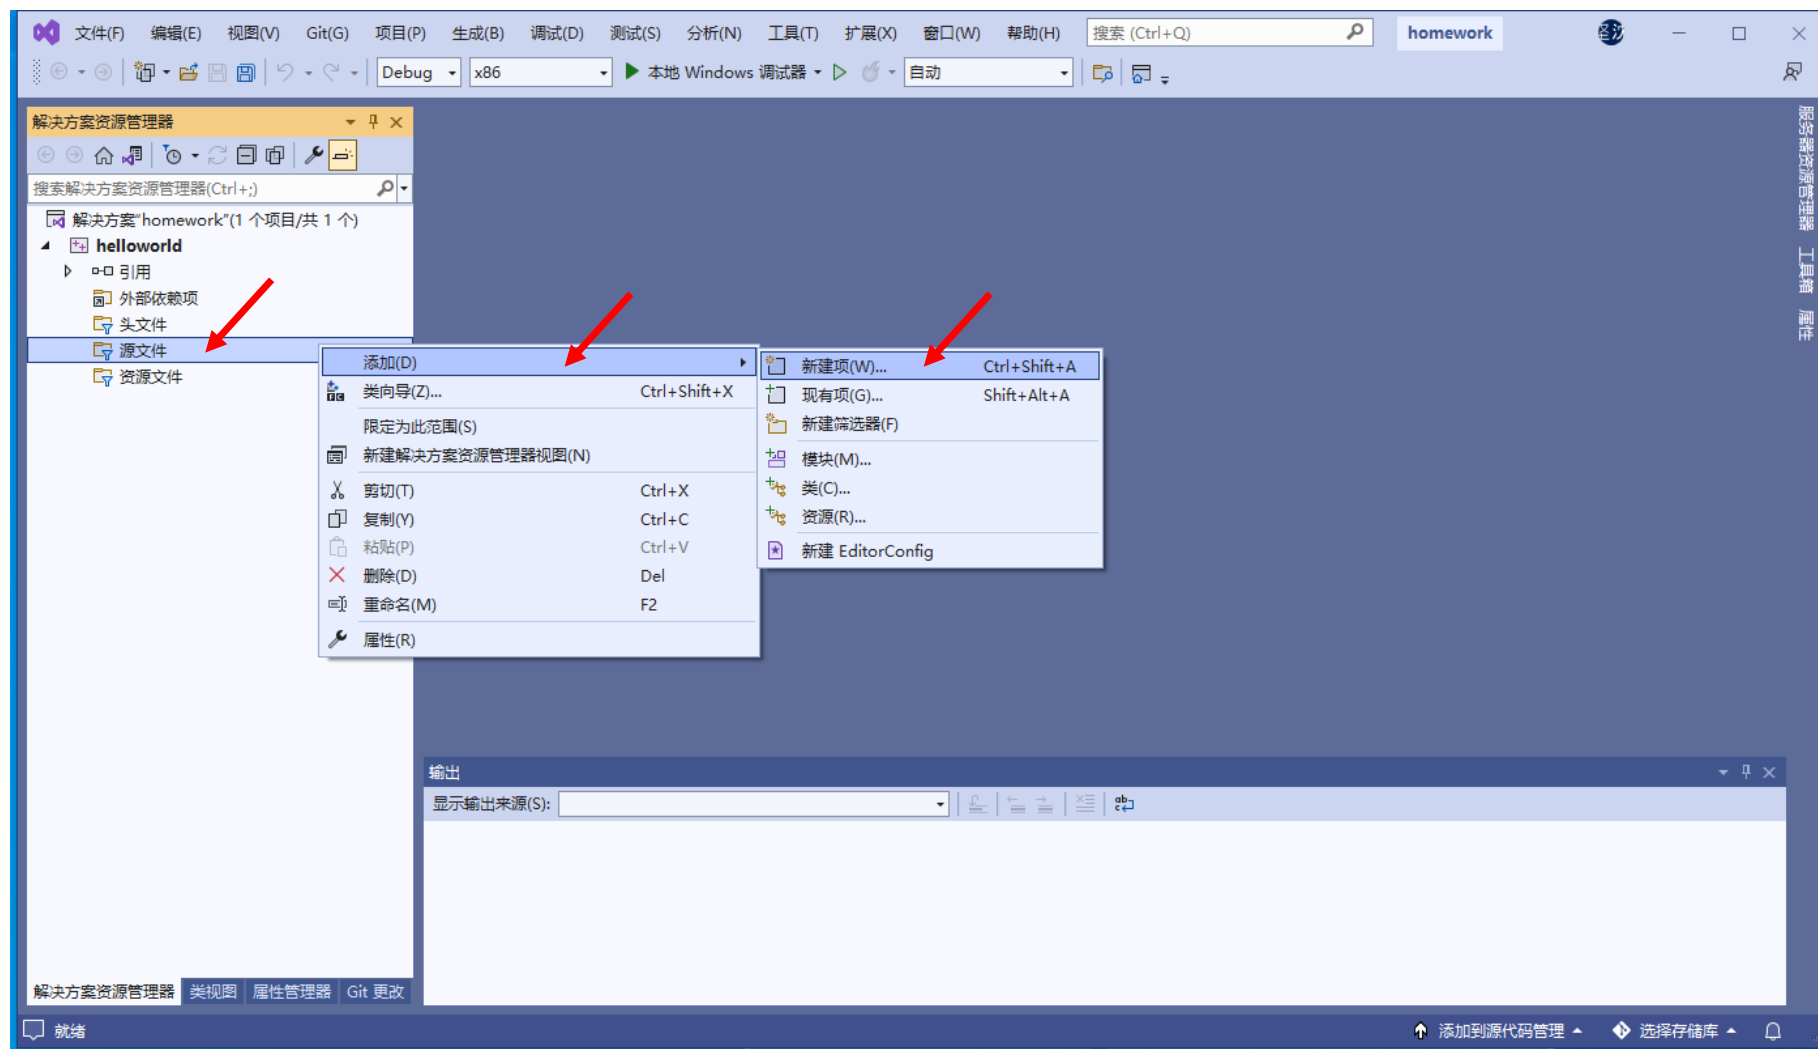 文件(F) 编辑(E) 视图(V) Git(G) 项目(P) 生成(B) 调试(D) 测试(S) 分析(N) 工具(T) 扩展(X) 窗口(W) 帮助(H) 搜索 (Ctrl+Q) homework
Debug x86 本地 Windows 调试器 自动
解决方案资源管理器
搜索解决方案资源管理器(Ctrl+;)
解决方案"homework"(1 个项目/共 1 个)
helloworld
引用
外部依赖项
头文件
源文件
资源文件
添加(D)
类向导(Z)... Ctrl+Shift+X
限定为此范围(S)
新建解决方案资源管理器视图(N)
剪切(T) Ctrl+X
复制(Y) Ctrl+C
粘贴(P) Ctrl+V
删除(D) Del
重命名(M) F2
属性(R)
新建项(W)... Ctrl+Shift+A
现有项(G)... Shift+Alt+A
新建筛选器(F)
模块(M)...
类(C)...
资源(R)...
新建 EditorConfig
服务器资源管理器
工具箱
属性
输出
显示输出来源(S):
解决方案资源管理器 类视图 属性管理器 Git 更改
就绪 添加到源代码管理 选择存储库